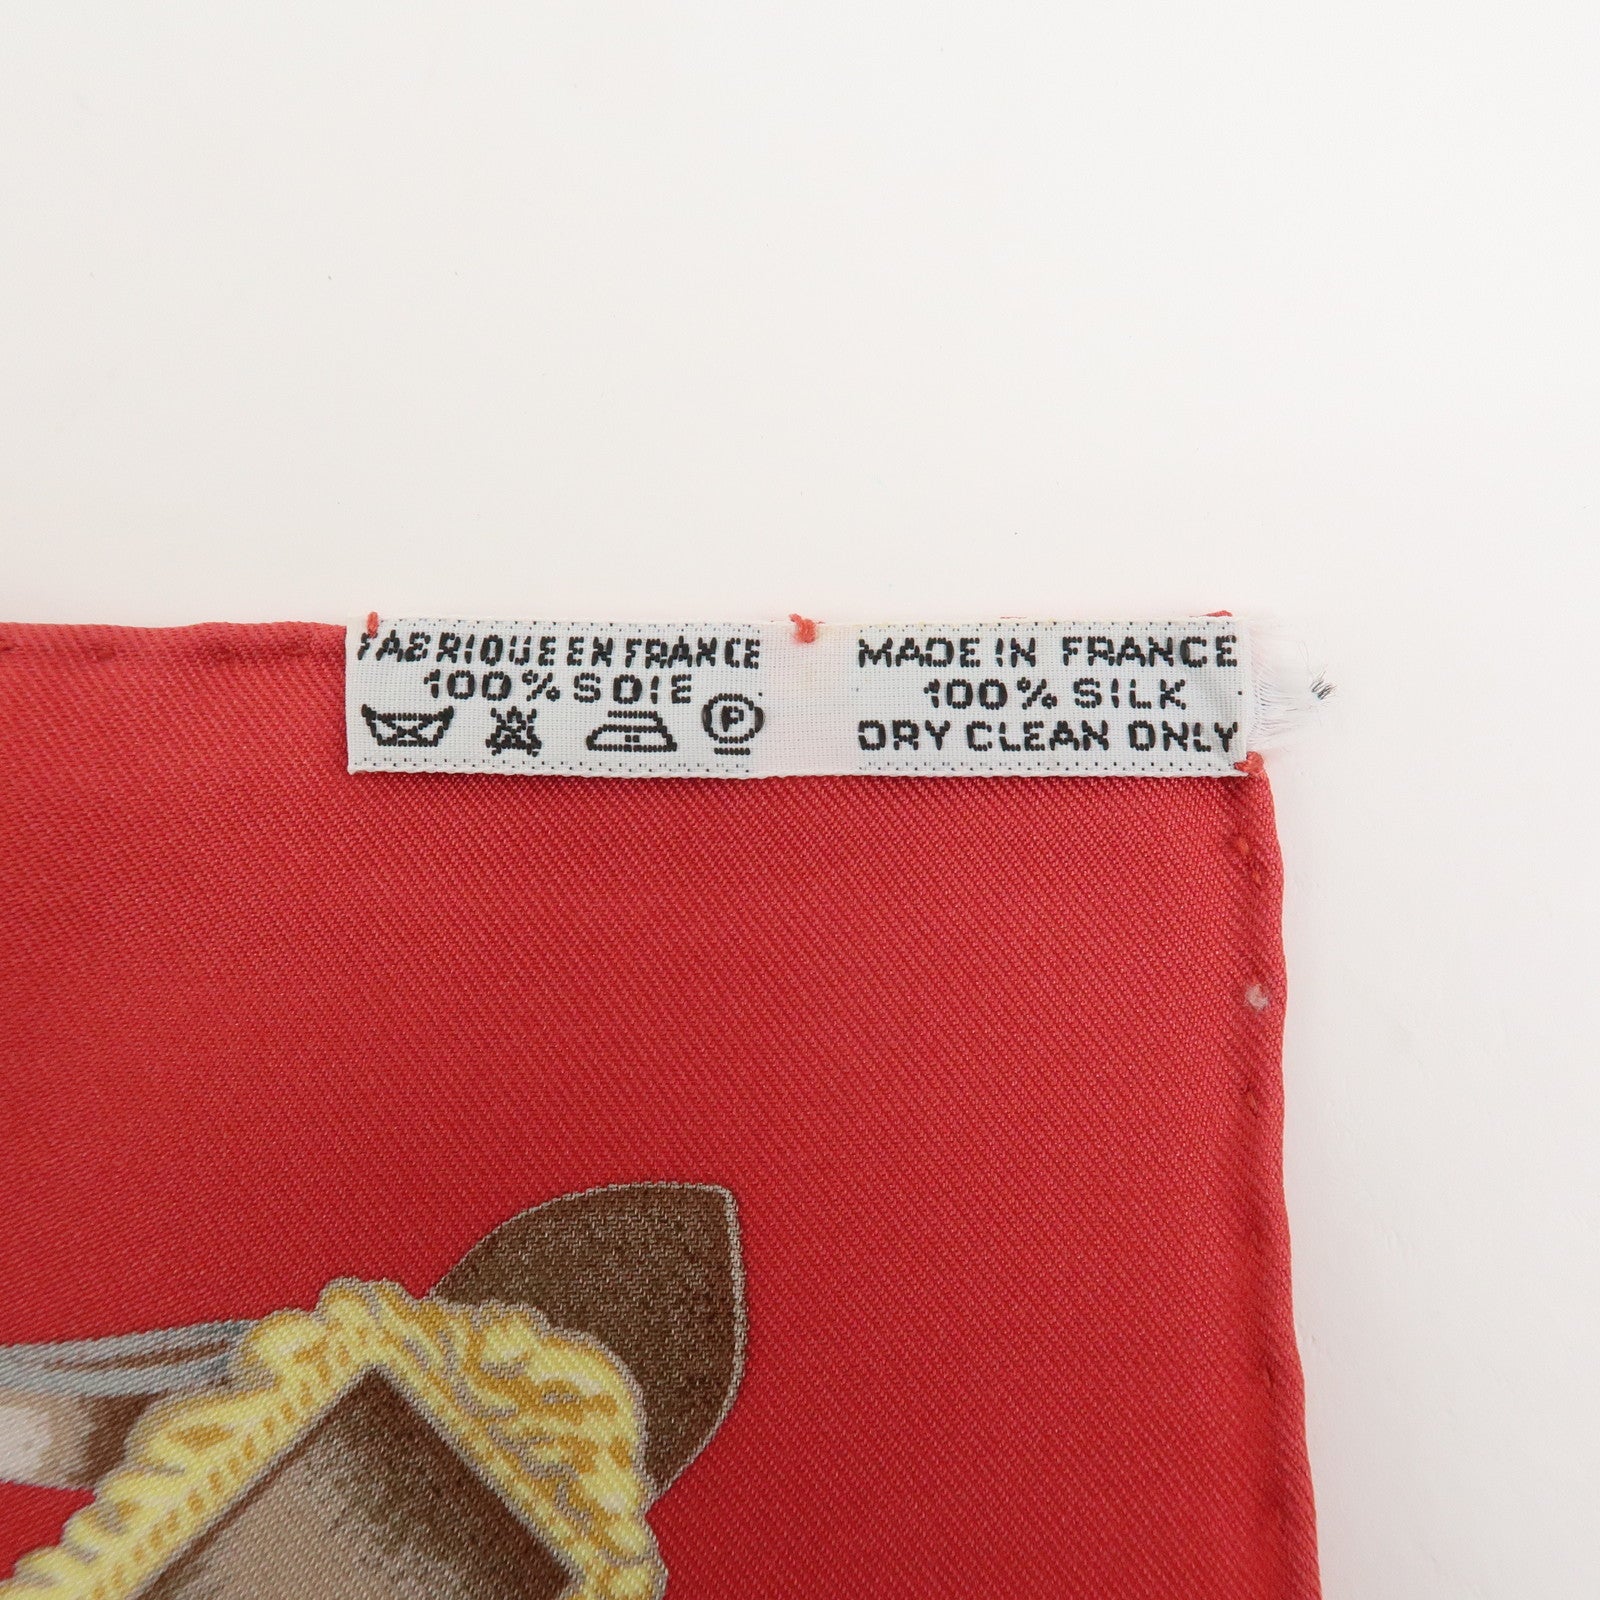 FABRIQUE EN FRANCE
100% SOIE
P
MADE IN FRANCE
100% SILK
DRY CLEAN ONLY